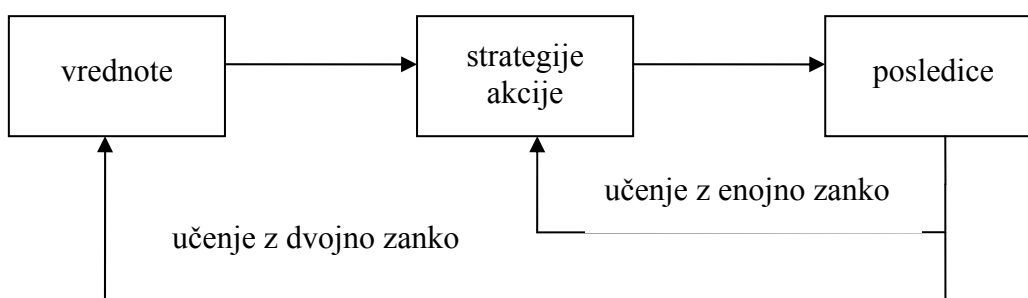 vrednote
strategije
akcije
posledice
učenje z enojno zanko
učenje z dvojno zanko